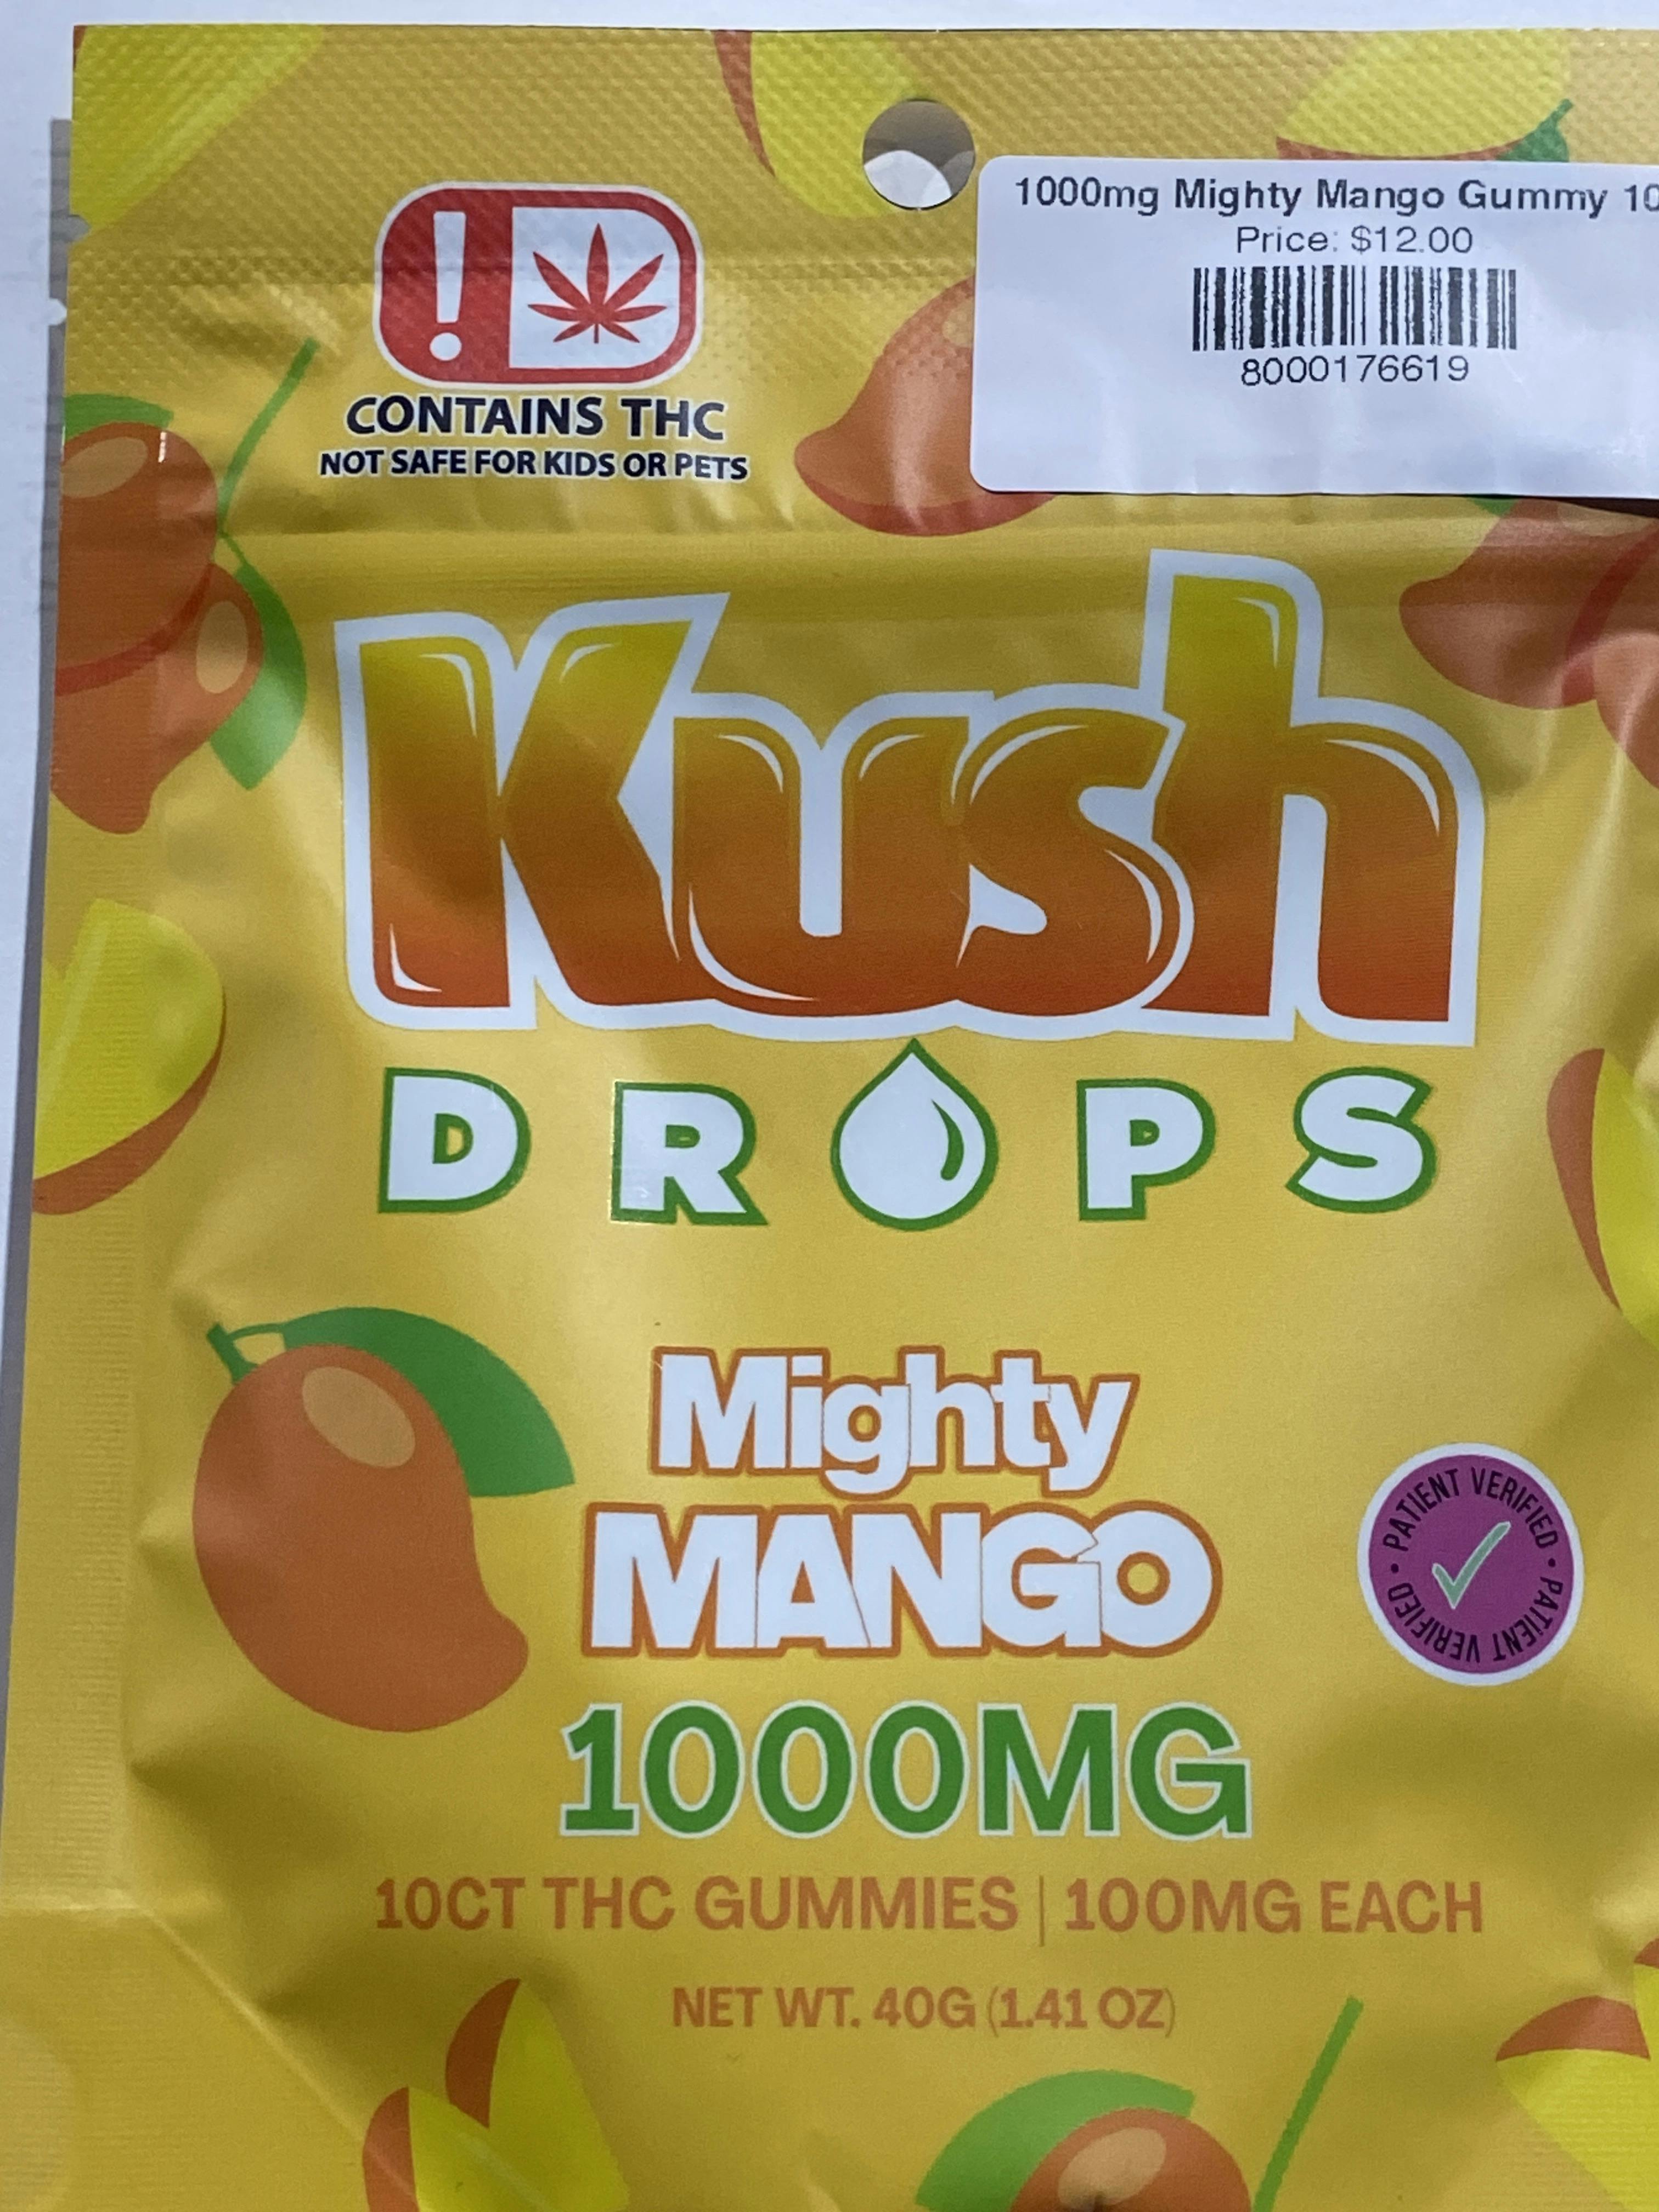 1000mg Mighty Mango Gummy 10
Price: $12.00
8000176619
!
CONTAINS THC
NOT SAFE FOR KIDS OR PETS
Kush
DROPS
Mighty
MANGO
PATIENT VERIFIED • PATIENT VERIFIED •
1000MG
10CT THC GUMMIES | 100MG EACH
NET WT. 40G (1.41 OZ)